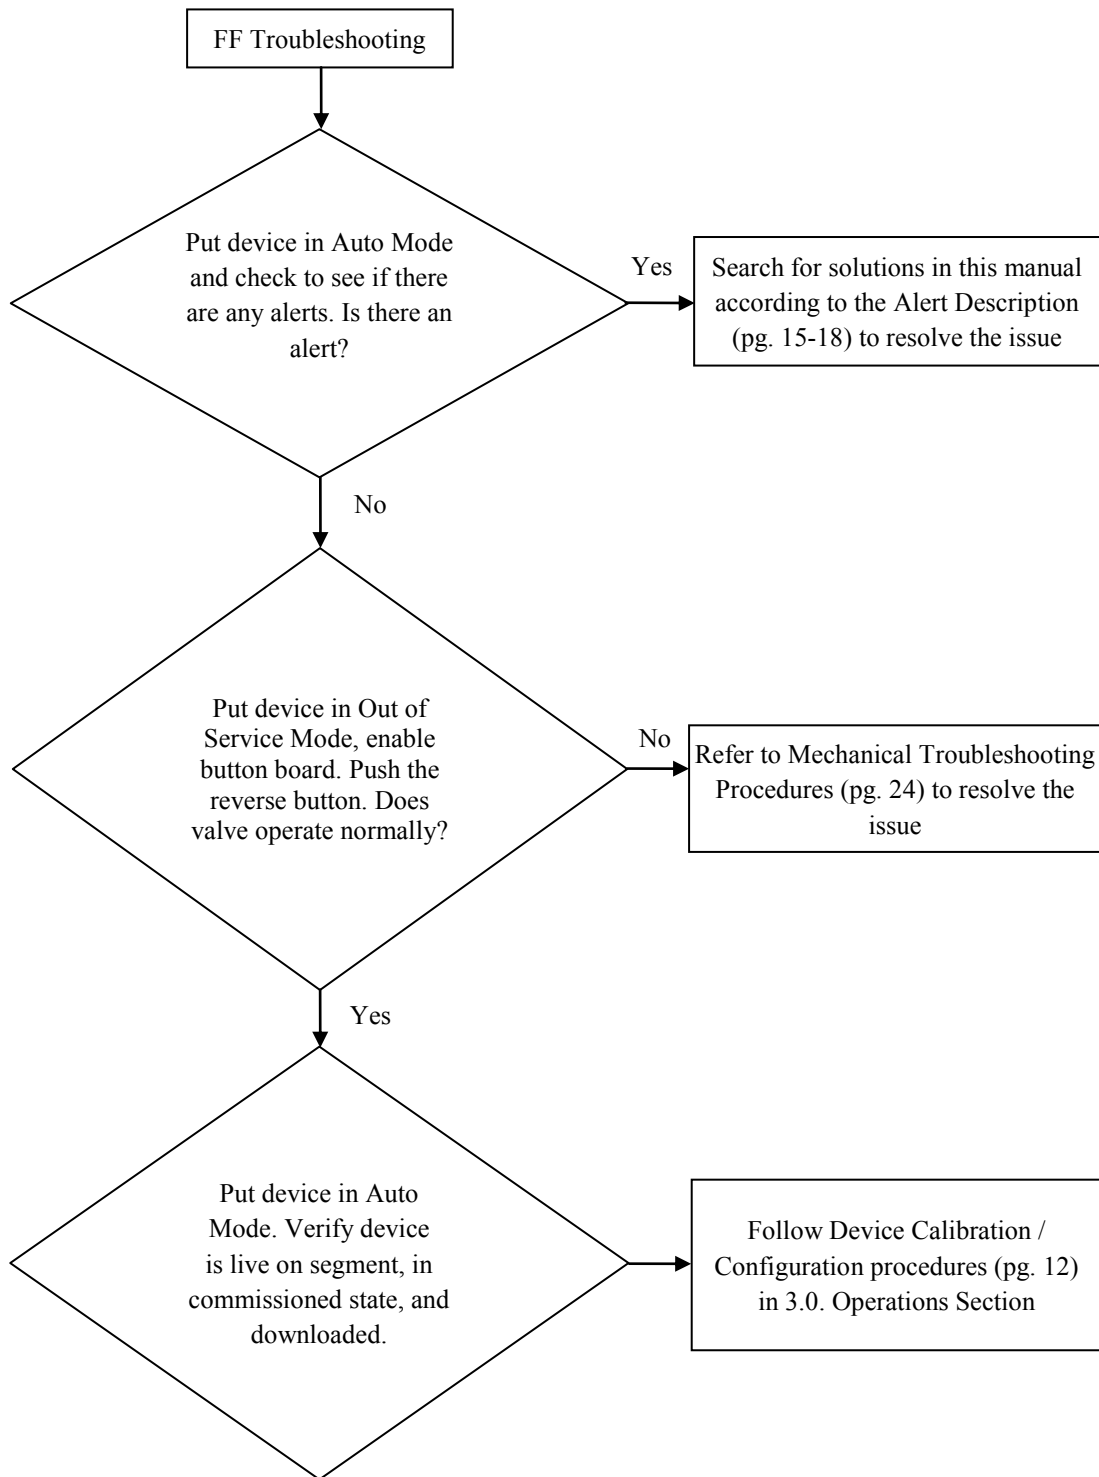 FF Troubleshooting
Put device in Auto Mode
and check to see if there
are any alerts. Is there an
alert?
Yes
Search for solutions in this manual
according to the Alert Description
(pg. 15-18) to resolve the issue
No
Put device in Out of
Service Mode, enable
button board. Push the
reverse button. Does
valve operate normally?
No
Refer to Mechanical Troubleshooting
Procedures (pg. 24) to resolve the
issue
Yes
Put device in Auto
Mode. Verify device
is live on segment, in
commissioned state, and
downloaded.
Follow Device Calibration /
Configuration procedures (pg. 12)
in 3.0. Operations Section